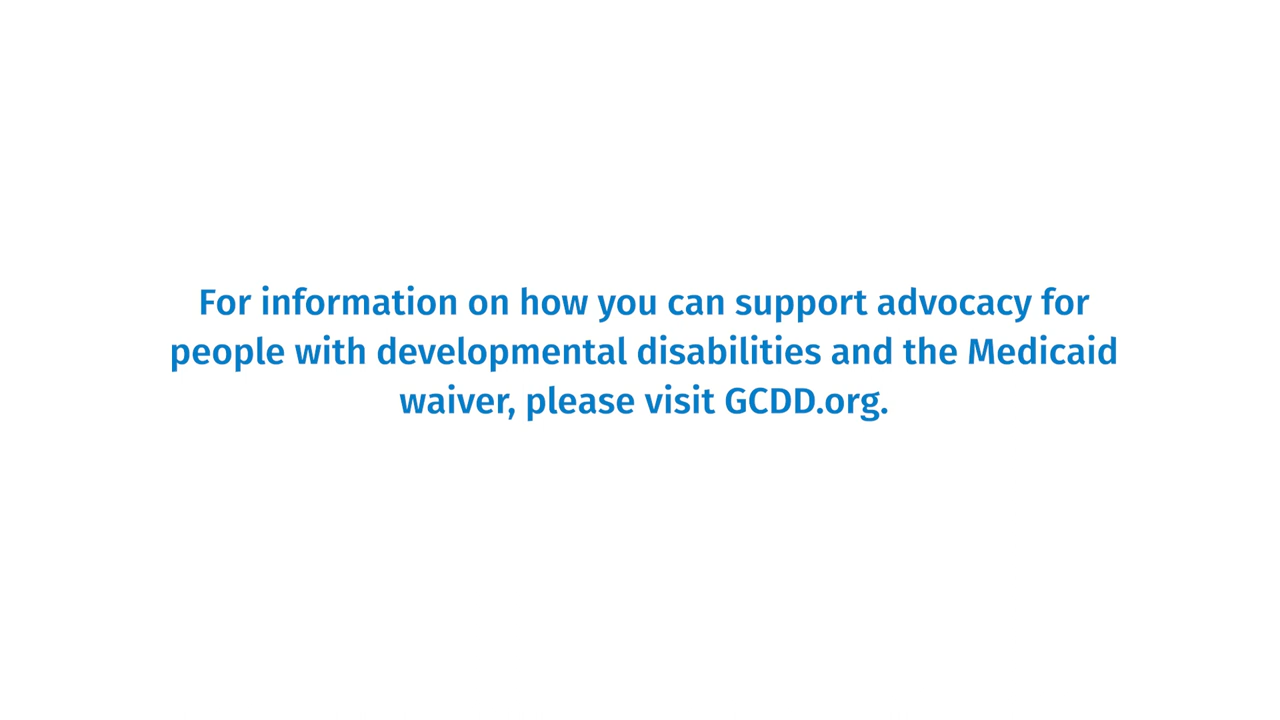 For information on how you can support advocacy for
people with developmental disabilities and the Medicaid
waiver, please visit GCDD.org.